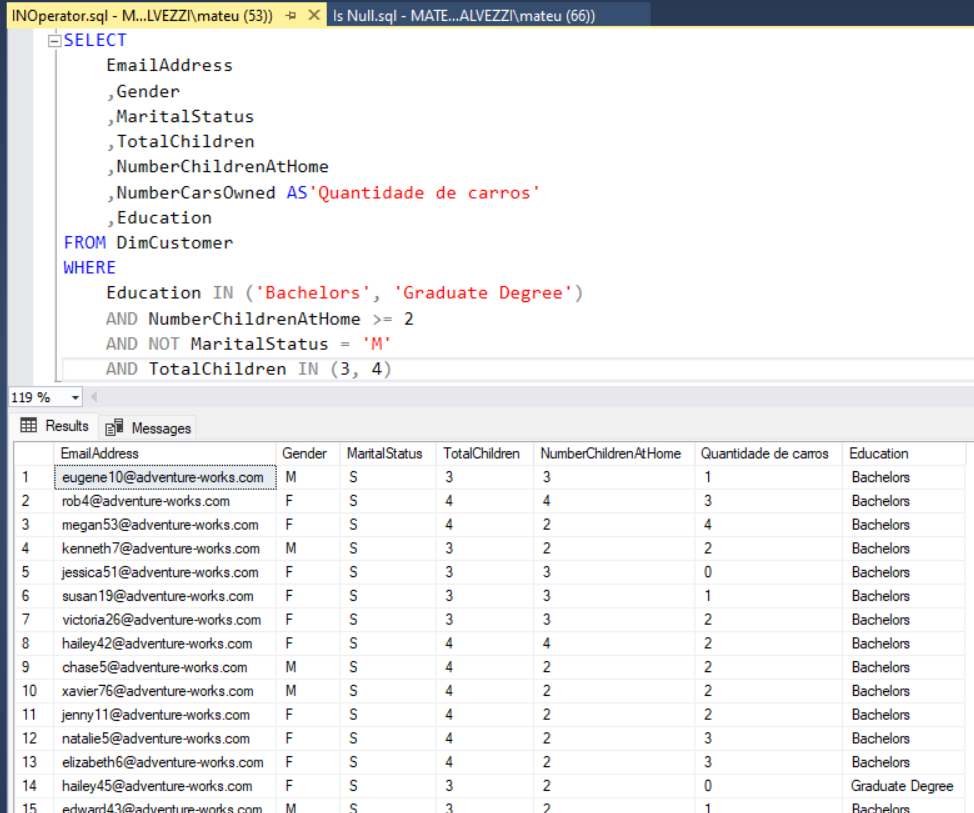 INOperator.sql - M...LVEZZI\mateu (53)) Is Null.sql - MATE...ALVEZZI\mateu (66))
SELECT
EmailAddress
,Gender
,MaritalStatus
,TotalChildren
,NumberChildrenAtHome
,NumberCarsOwned AS'Quantidade de carros'
,Education
FROM DimCustomer
WHERE
Education IN ('Bachelors', 'Graduate Degree')
AND NumberChildrenAtHome >= 2
AND NOT MaritalStatus = 'M'
AND TotalChildren IN (3, 4)
119 %
Results Messages
EmailAddress Gender MaritalStatus TotalChildren NumberChildrenAtHome Quantidade de carros Education
1 eugene10@adventure-works.com M S 3 3 1 Bachelors
2 rob4@adventure-works.com F S 4 4 3 Bachelors
3 megan53@adventure-works.com F S 4 2 4 Bachelors
4 kenneth7@adventure-works.com M S 3 2 2 Bachelors
5 jessica51@adventure-works.com F S 3 3 0 Bachelors
6 susan19@adventure-works.com F S 3 3 1 Bachelors
7 victoria26@adventure-works.com F S 3 3 2 Bachelors
8 hailey42@adventure-works.com F S 4 4 2 Bachelors
9 chase5@adventure-works.com M S 4 2 2 Bachelors
10 xavier76@adventure-works.com M S 4 2 2 Bachelors
11 jenny11@adventure-works.com F S 4 2 2 Bachelors
12 natalie5@adventure-works.com F S 4 2 3 Bachelors
13 elizabeth6@adventure-works.com F S 4 2 3 Bachelors
14 hailey45@adventure-works.com F S 3 2 0 Graduate Degree
15 edward43@adventure-works.com M S 3 2 1 Bachelors